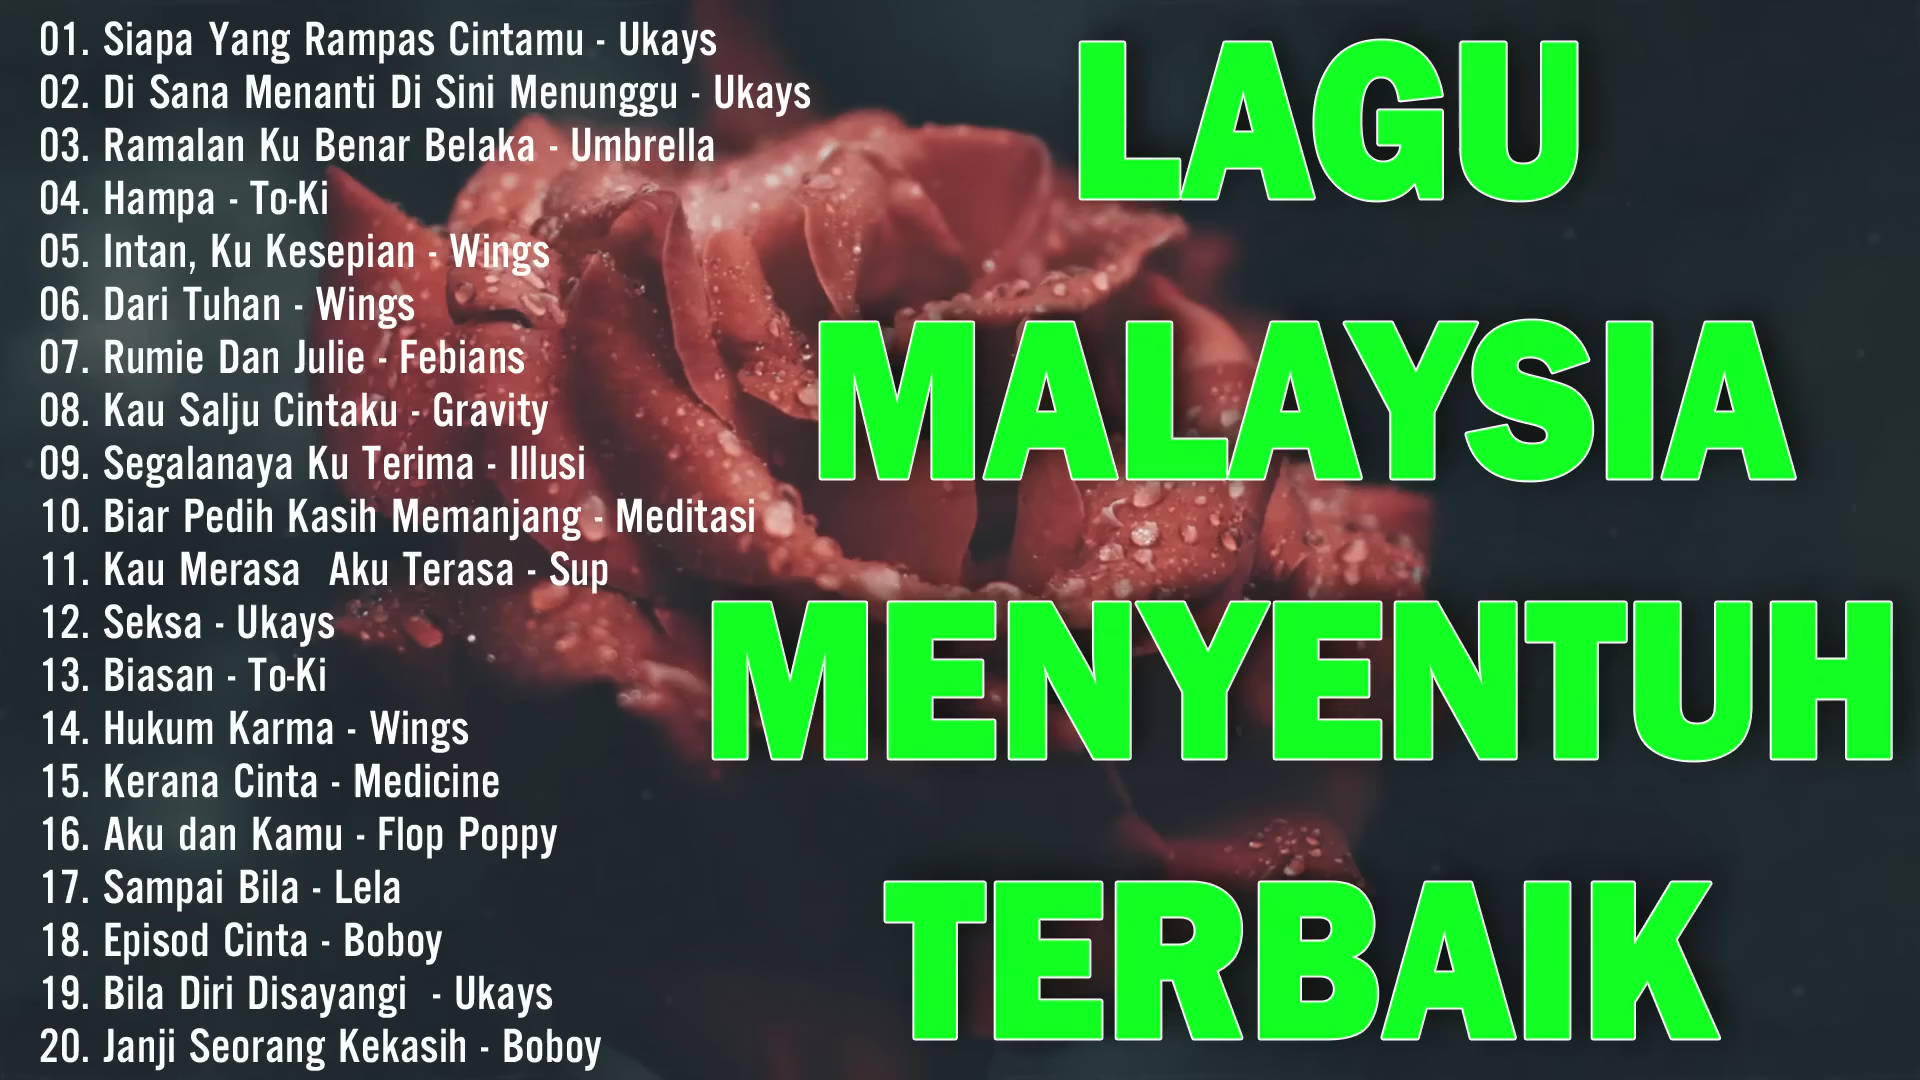 01. Siapa Yang Rampas Cintamu - Ukays
02. Di Sana Menanti Di Sini Menunggu - Ukays
03. Ramalan Ku Benar Belaka - Umbrella
04. Hampa - To-Ki
05. Intan, Ku Kesepian - Wings
06. Dari Tuhan - Wings
07. Rumie Dan Julie - Febians
08. Kau Salju Cintaku - Gravity
09. Segalanaya Ku Terima - Illusi
10. Biar Pedih Kasih Memanjang - Meditasi
11. Kau Merasa  Aku Terasa - Sup
12. Seksa - Ukays
13. Biasan - To-Ki
14. Hukum Karma - Wings
15. Kerana Cinta - Medicine
16. Aku dan Kamu - Flop Poppy
17. Sampai Bila - Lela
18. Episod Cinta - Boboy
19. Bila Diri Disayangi  - Ukays
20. Janji Seorang Kekasih - Boboy
LAGU
MALAYSIA
MENYENTUH
TERBAIK